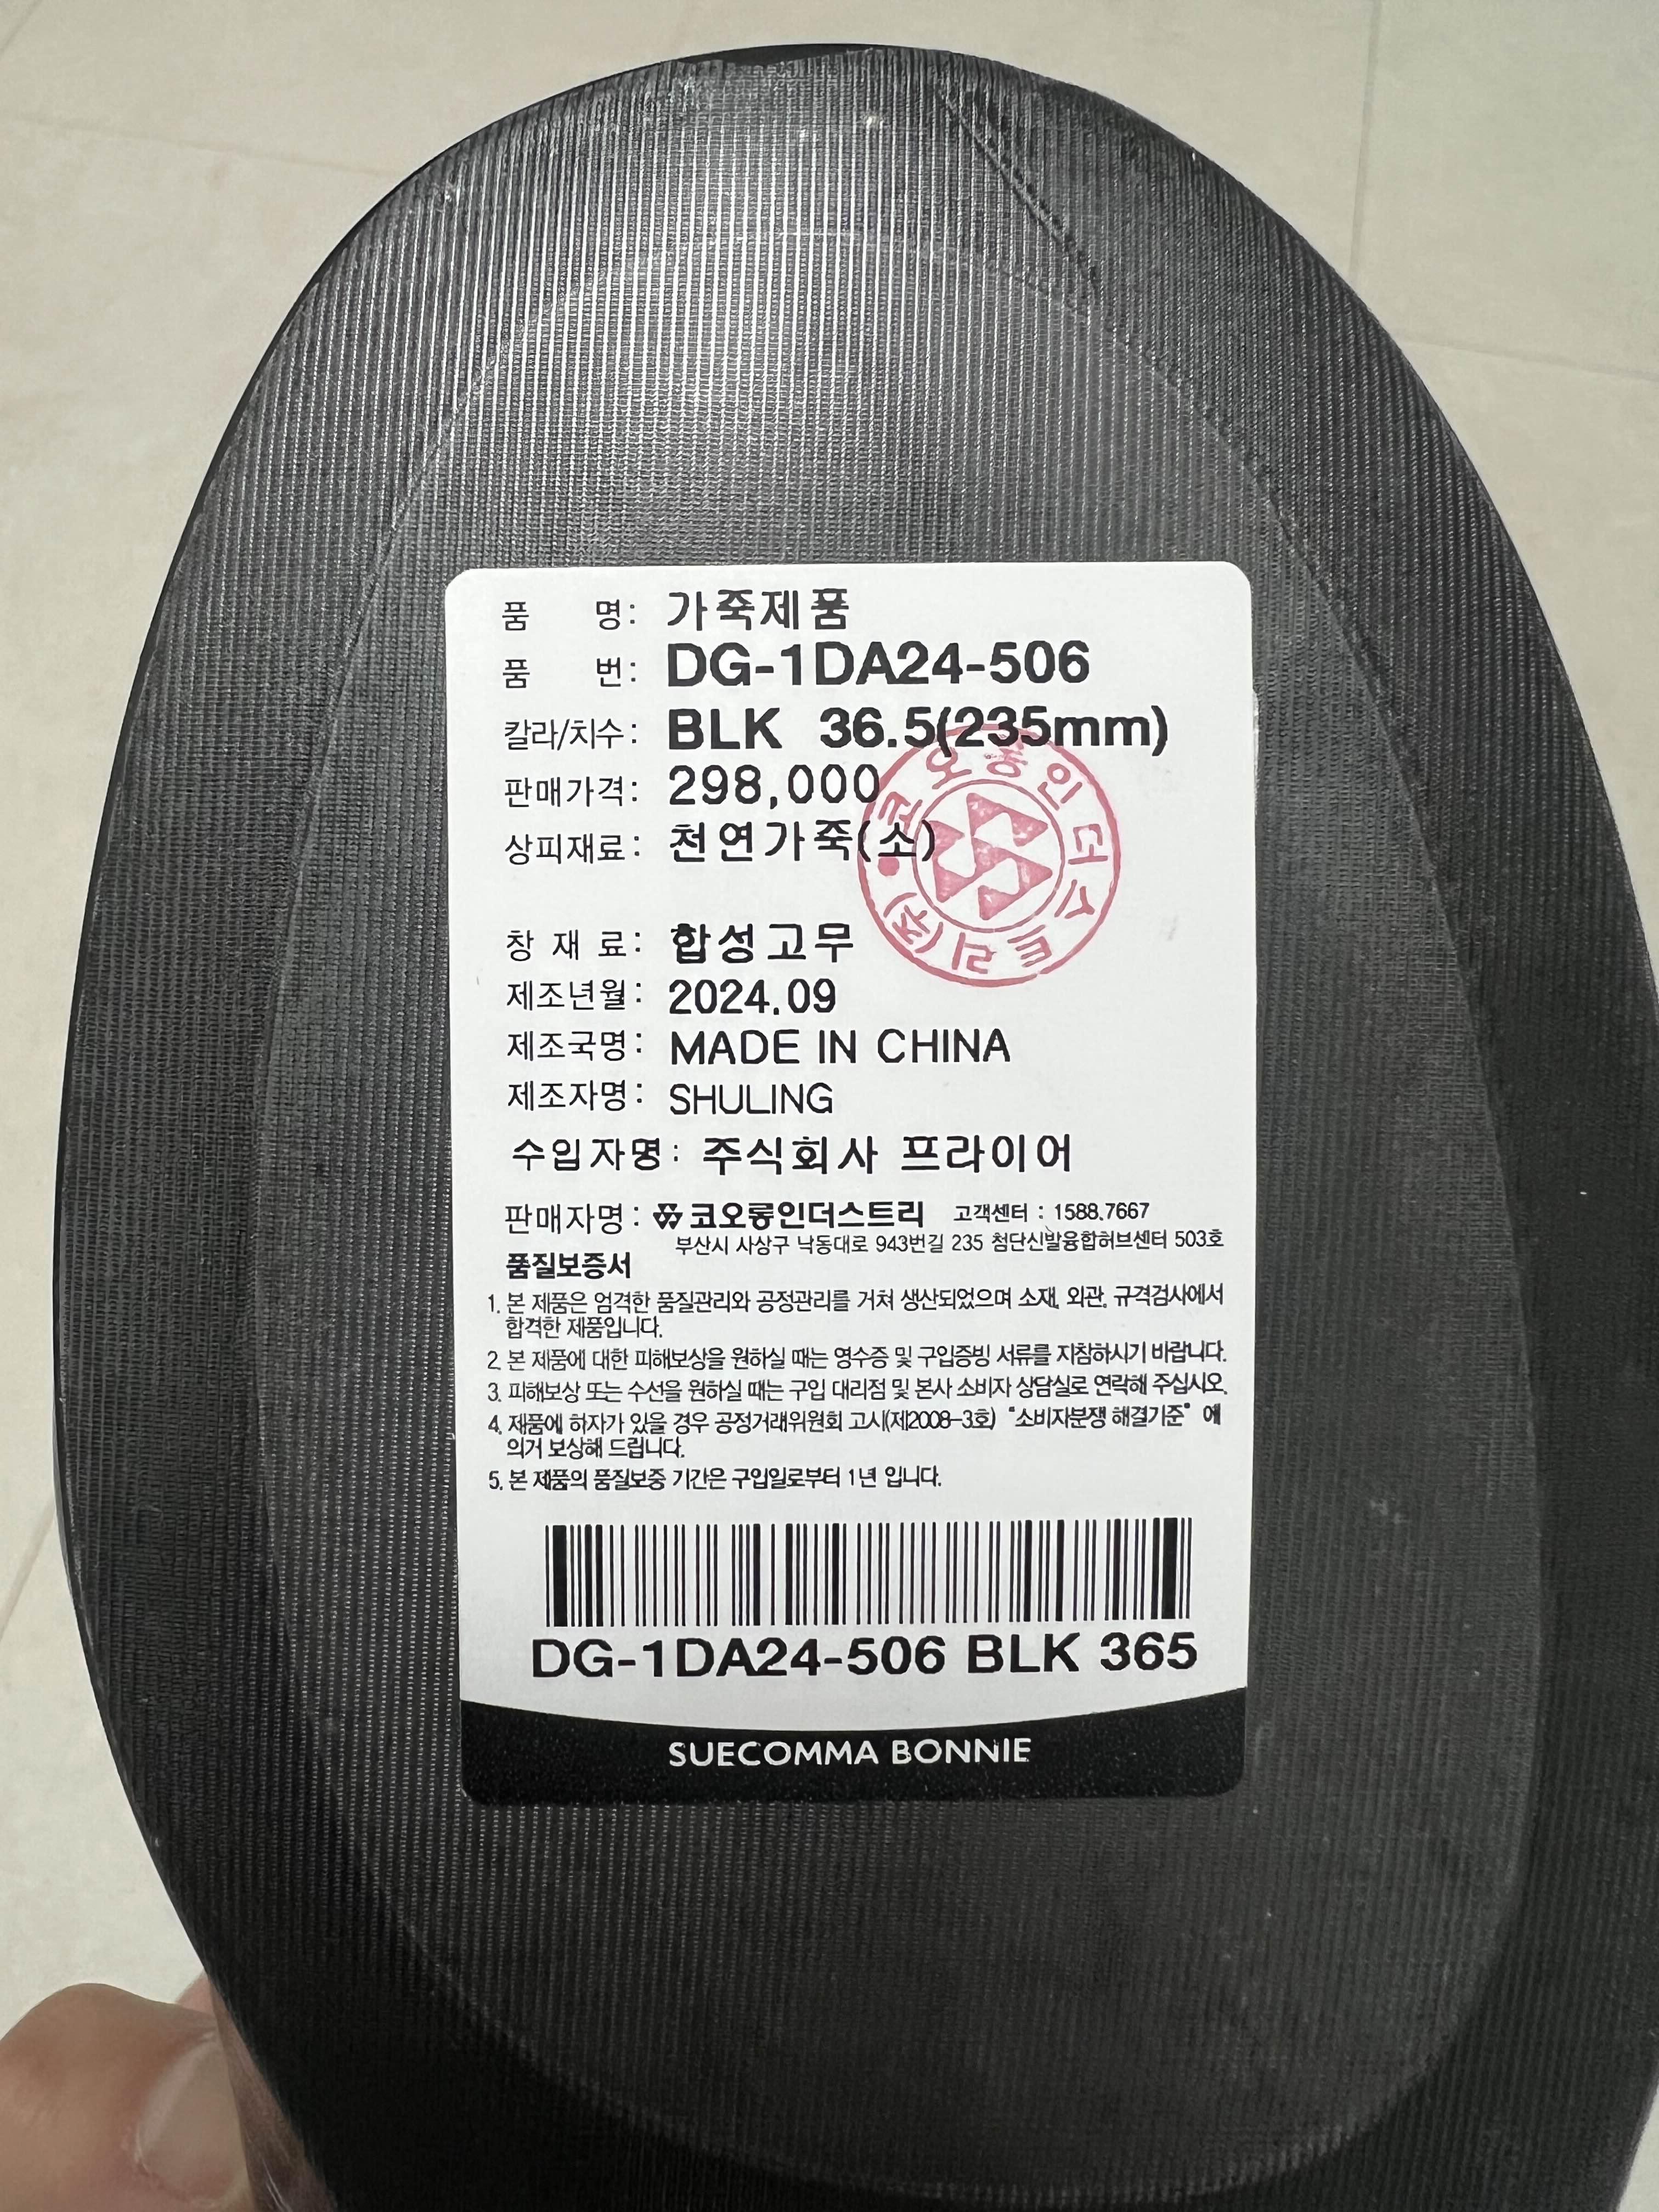 품 명: 가죽제품
품 번: DG-1DA24-506
칼라/치수: BLK 36.5(235mm)
판매가격: 298,000
상피재료: 천연가죽(소)
코오롱인더스트리(주)
창 재 료: 합성고무
제조년월: 2024.09
제조국명: MADE IN CHINA
제조자명: SHULING
수입자명: 주식회사 프라이어
판매자명: 코오롱인더스트리 고객센터 : 1588.7667
부산시 사상구 낙동대로 943번길 235 첨단신발융합허브센터 503호
품질보증서
1. 본 제품은 엄격한 품질관리와 공정관리를 거쳐 생산되었으며 소재, 외관, 규격검사에서
합격한 제품입니다.
2. 본 제품에 대한 피해보상을 원하실 때는 영수증 및 구입증빙 서류를 지참하시기 바랍니다.
3. 피해보상 또는 수선을 원하실 때는 구입 대리점 및 본사 소비자 상담실로 연락해 주십시오.
4. 제품에 하자가 있을 경우 공정거래위원회 고시(제2008-3호) "소비자분쟁 해결기준" 에
의거 보상해 드립니다.
5. 본 제품의 품질보증 기간은 구입일로부터 1년 입니다.
DG-1DA24-506 BLK 365
SUECOMMA BONNIE